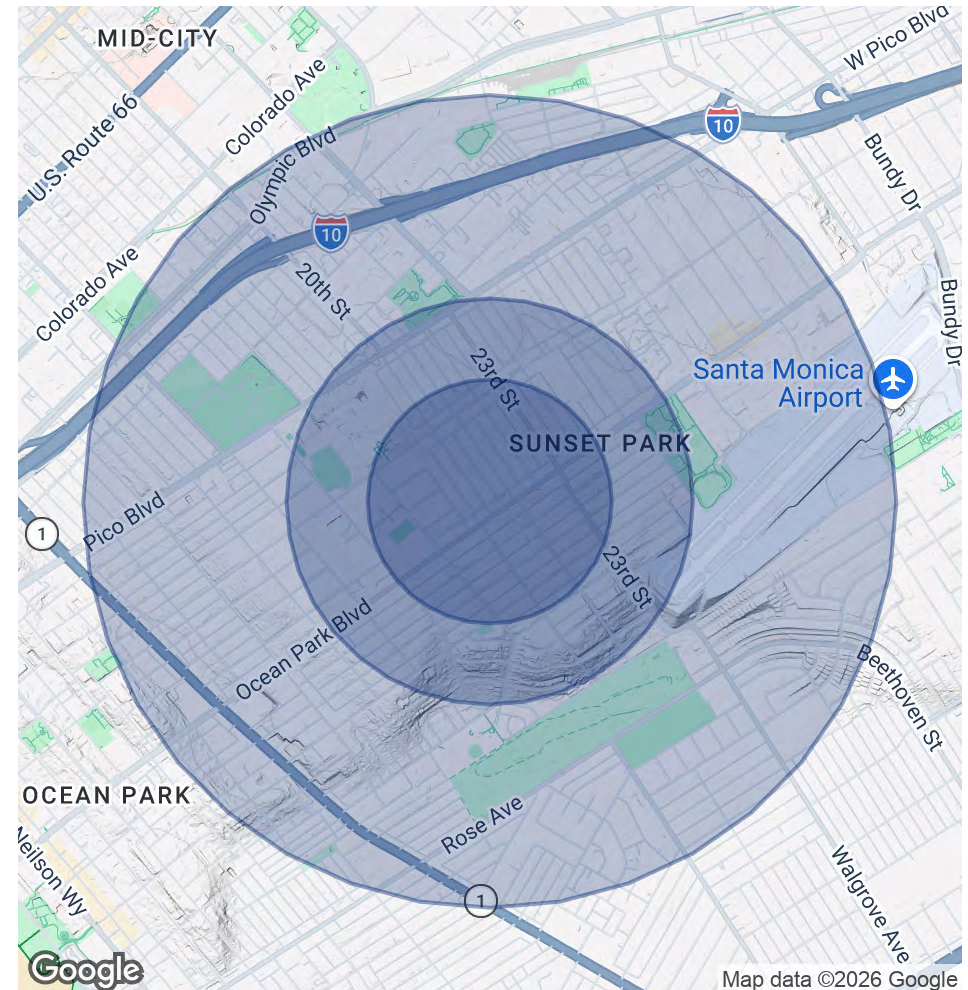 MID-CITY
W Pico Blvd
Colorado Ave
U.S. Route 66
10
Olympic Blvd
Bundy Dr
10
Colorado Ave
20th St
Bundy Dr
23rd St
Santa Monica
Airport
SUNSET PARK
Pico Blvd
1
23rd St
Ocean Park Blvd
Beethoven St
OCEAN PARK
Rose Ave
Neilson Wy
Walgrove Ave
1
Google
Map data ©2026 Google